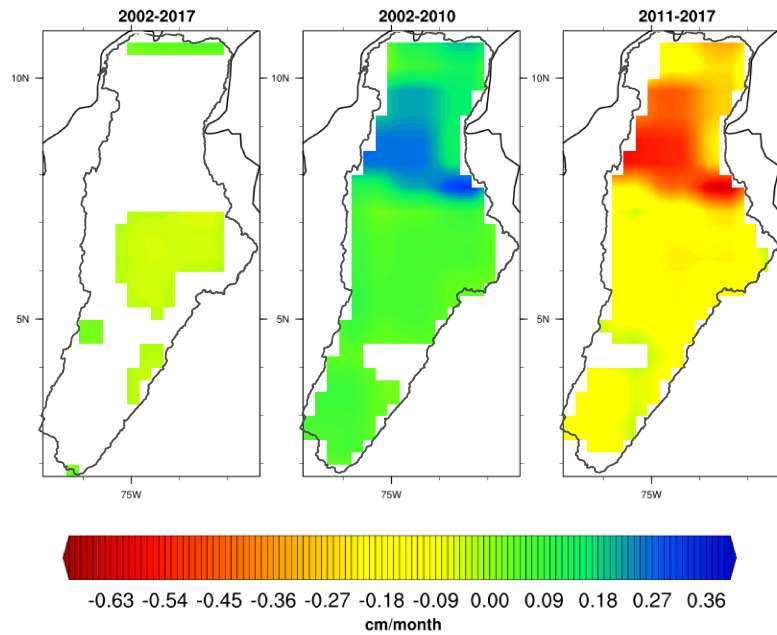 2002-2017 2002-2010 2011-2017
10N 10N 10N
5N 5N 5N
75W 75W 75W
-0.63 -0.54 -0.45 -0.36 -0.27 -0.18 -0.09 0.00 0.09 0.18 0.27 0.36
cm/month